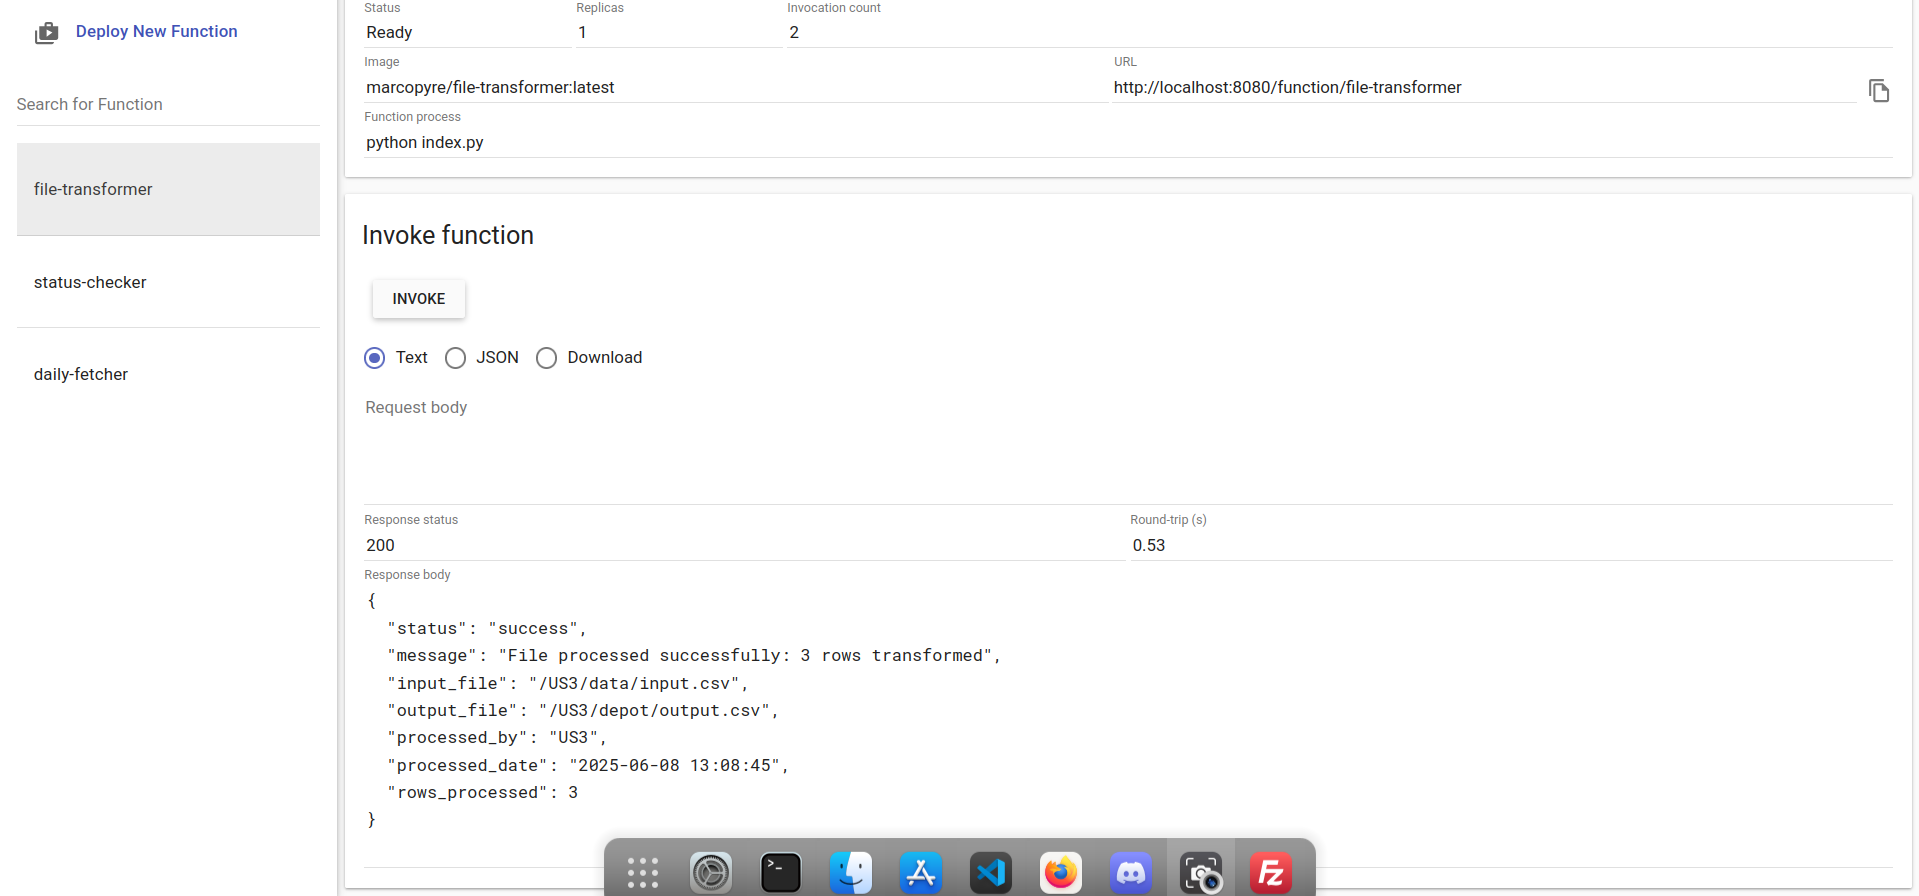 Deploy New Function
Search for Function
file-transformer
status-checker
daily-fetcher
Status Replicas Invocation count
Ready 1 2
Image URL
marcopyre/file-transformer:latest http://localhost:8080/function/file-transformer
Function process
python index.py
Invoke function
INVOKE
Text JSON Download
Request body
Response status Round-trip (s)
200 0.53
Response body
{
"status": "success",
"message": "File processed successfully: 3 rows transformed",
"input_file": "/US3/data/input.csv",
"output_file": "/US3/depot/output.csv",
"processed_by": "US3",
"processed_date": "2025-06-08 13:08:45",
"rows_processed": 3
}
>_
Fz